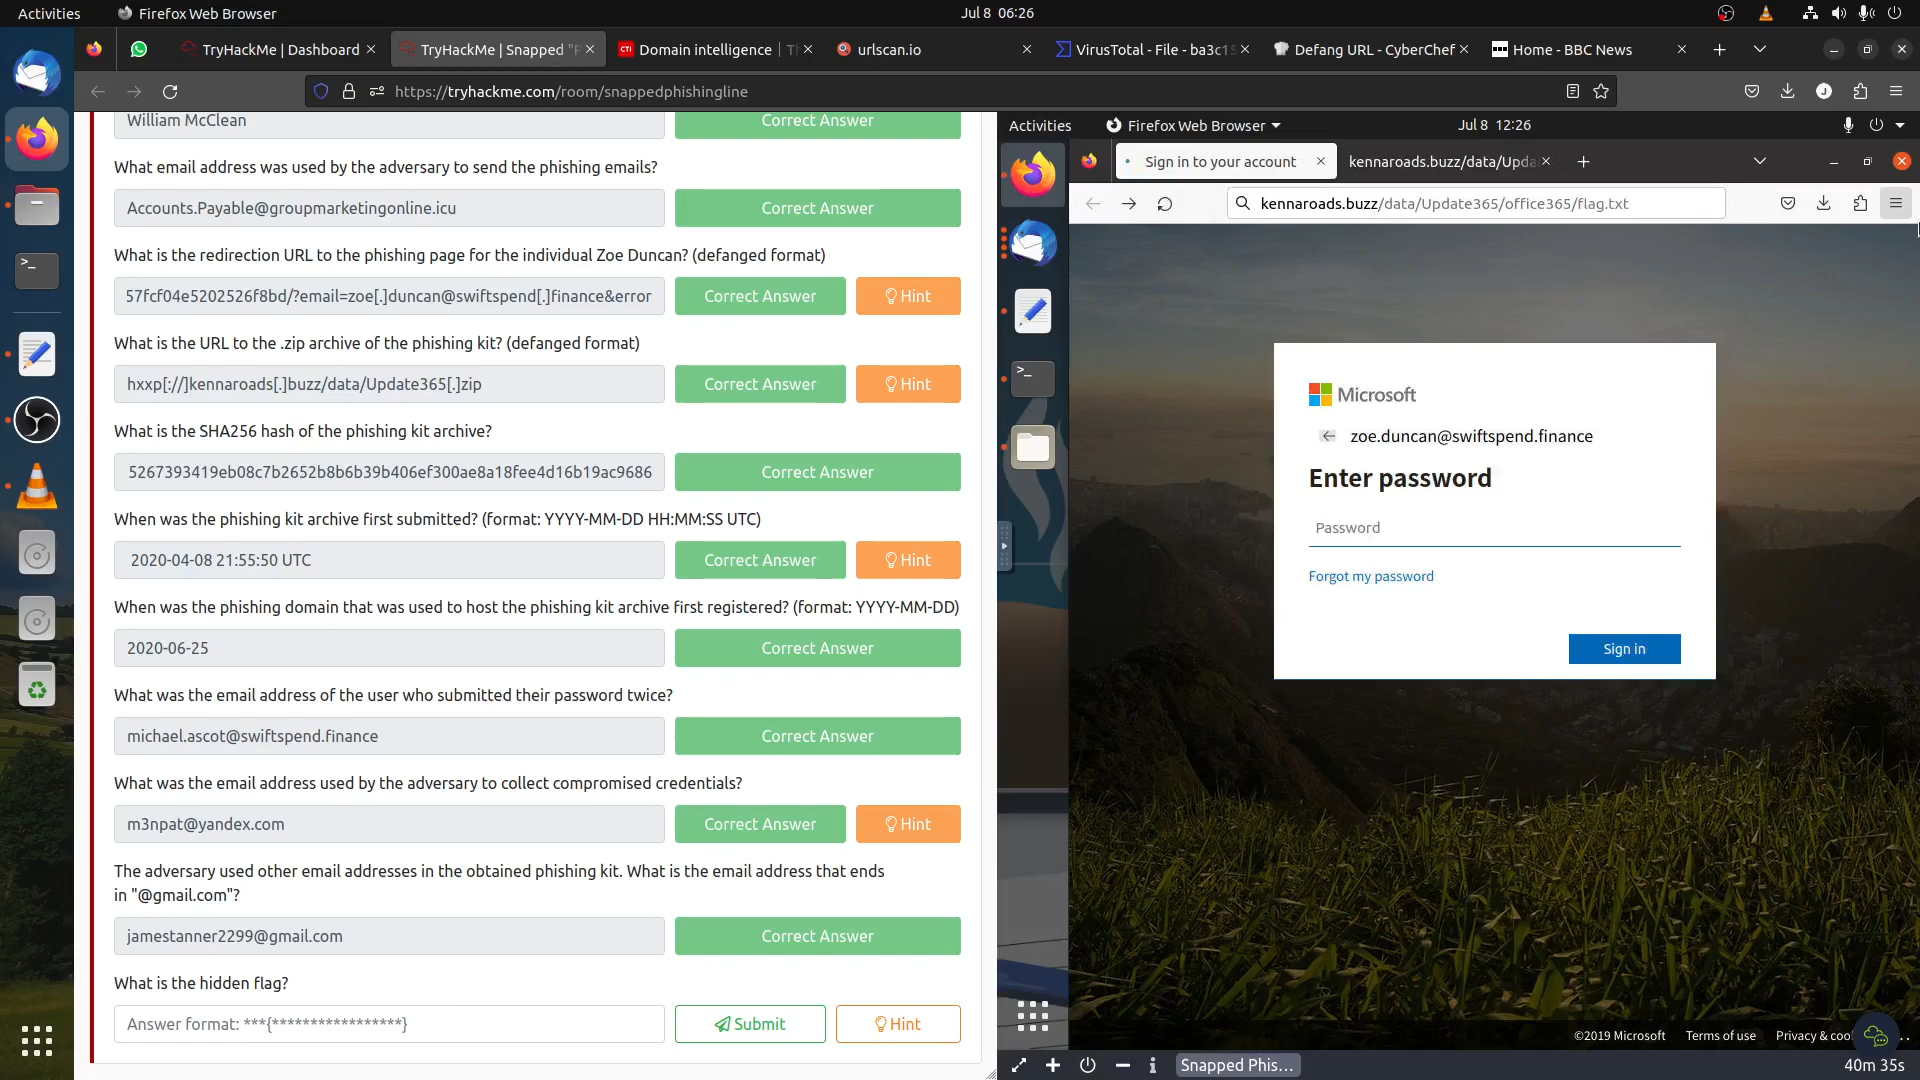 Activities
Firefox Web Browser
Jul 8 06:26
TryHackMe | Dashboard
TryHackMe | Snapped "P
Domain intelligence | T
urlscan.io
VirusTotal - File - ba3c15
Defang URL - CyberChef
Home - BBC News
https://tryhackme.com/room/snappedphishingline
William McClean
Correct Answer
What email address was used by the adversary to send the phishing emails?
Accounts.Payable@groupmarketingonline.icu
Correct Answer
What is the redirection URL to the phishing page for the individual Zoe Duncan? (defanged format)
57fcf04e5202526f8bd/?email=zoe[.]duncan@swiftspend[.]finance&error
Correct Answer
Hint
What is the URL to the .zip archive of the phishing kit? (defanged format)
hxxp[://]kennaroads[.]buzz/data/Update365[.]zip
Correct Answer
Hint
What is the SHA256 hash of the phishing kit archive?
5267393419eb08c7b2652b8b6b39b406ef300ae8a18fee4d16b19ac9686
Correct Answer
When was the phishing kit archive first submitted? (format: YYYY-MM-DD HH:MM:SS UTC)
2020-04-08 21:55:50 UTC
Correct Answer
Hint
When was the phishing domain that was used to host the phishing kit archive first registered? (format: YYYY-MM-DD)
2020-06-25
Correct Answer
What was the email address of the user who submitted their password twice?
michael.ascot@swiftspend.finance
Correct Answer
What was the email address used by the adversary to collect compromised credentials?
m3npat@yandex.com
Correct Answer
Hint
The adversary used other email addresses in the obtained phishing kit. What is the email address that ends
in "@gmail.com"?
jamestanner2299@gmail.com
Correct Answer
What is the hidden flag?
Answer format: ***{*****************}
Submit
Hint
Activities
Firefox Web Browser
Jul 8 12:26
Sign in to your account
kennaroads.buzz/data/Upda
kennaroads.buzz/data/Update365/office365/flag.txt
Microsoft
zoe.duncan@swiftspend.finance
Enter password
Password
Forgot my password
Sign in
©2019 Microsoft
Terms of use
Privacy & coo
Snapped Phis...
40m 35s